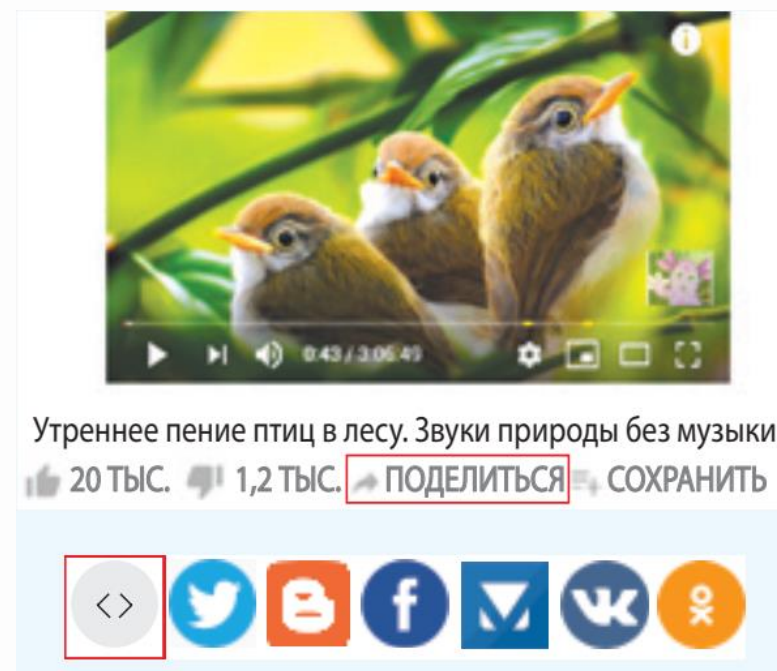 0:43 / 3:06:49
Утреннее пение птиц в лесу. Звуки природы без музыки
20 ТЫС. 1,2 ТЫС. ПОДЕЛИТЬСЯ СОХРАНИТЬ